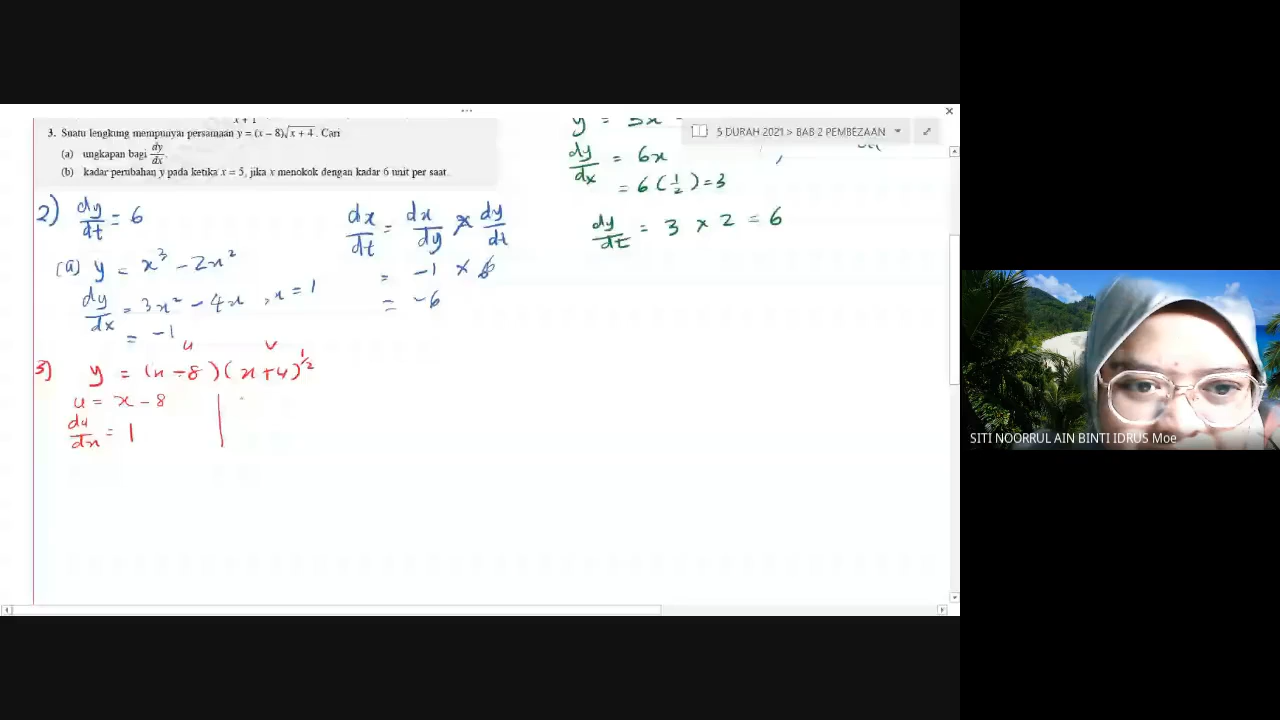 x + 1
3. Suatu lengkung mempunyai persamaan y = (x – 8)√x + 4 . Cari
(a) ungkapan bagi dy/dx,
(b) kadar perubahan y pada ketika x = 5, jika x menokok dengan kadar 6 unit per saat.
5 DURAH 2021 > BAB 2 PEMBEZAAN
dy/dx = 6x
= 6(1/2) = 3
dy/dt = 3 × 2 = 6
2) dy/dt = 6
(a) y = x³ – 2x²
dy/dx = 3x² – 4x , x = 1
= –1
dx/dt = dx/dy × dy/dt
= –1 × 6
= –6
u v
3) y = (x – 8)(x + 4)^1/2
u = x – 8
du/dx = 1
SITI NOORRUL AIN BINTI IDRUS Moe